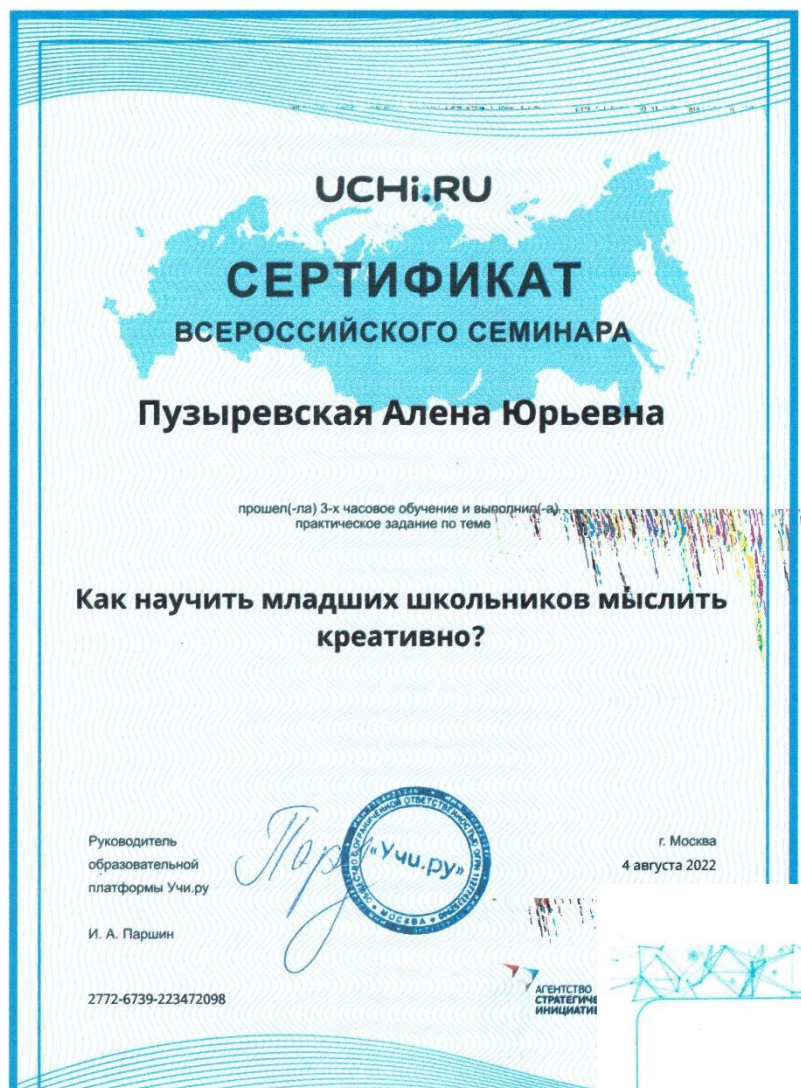 UCHi.RU
СЕРТИФИКАТ
ВСЕРОССИЙСКОГО СЕМИНАРА
Пузыревская Алена Юрьевна
прошел(-ла) 3-х часовое обучение и выполнил(-а)
практическое задание по теме
Как научить младших школьников мыслить
креативно?
Руководитель
образовательной
платформы Учи.ру
И. А. Паршин
2772-6739-223472098
«Учи.ру»
МОСКВА
г. Москва
4 августа 2022
АГЕНТСТВО
СТРАТЕГИЧЕ
ИНИЦИАТИВ